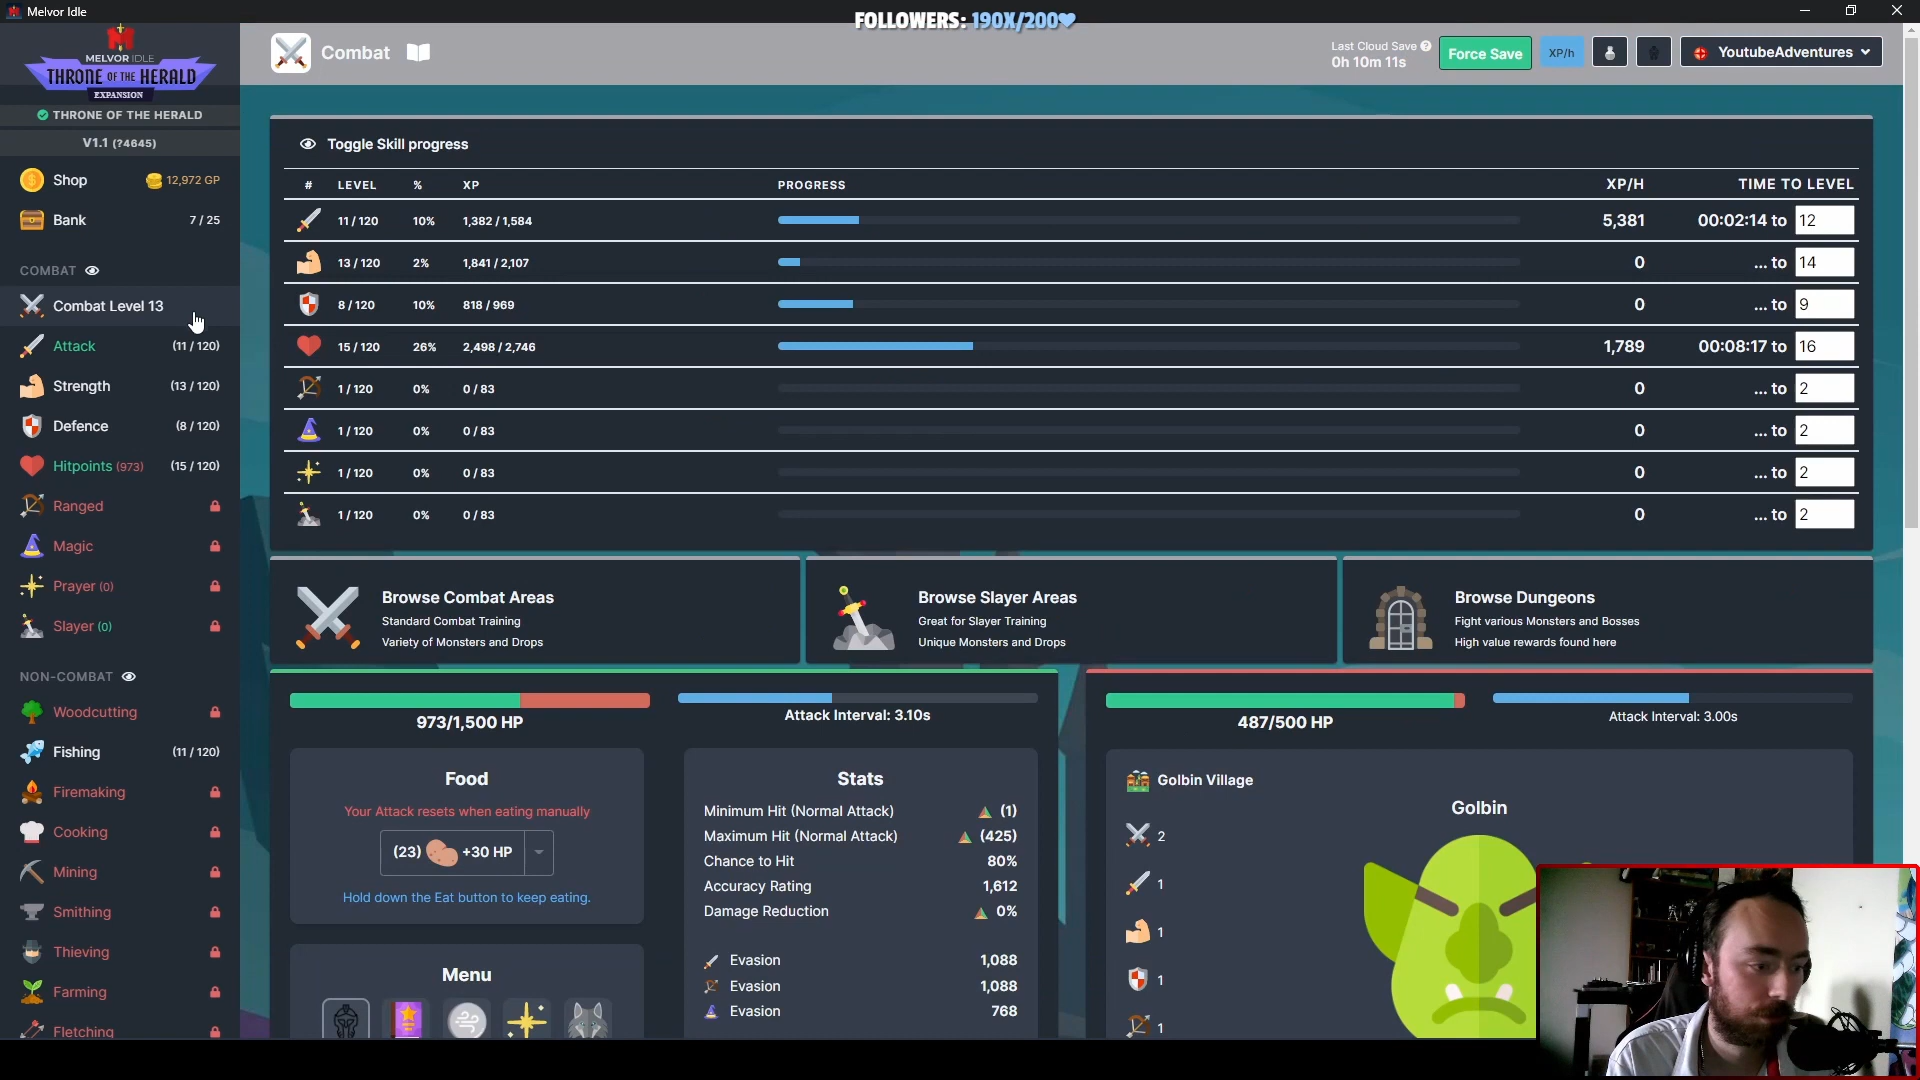 Melvor Idle
FOLLOWERS: 190X/200
MELVOR IDLE
THRONE OF THE HERALD
EXPANSION
THRONE OF THE HERALD
V1.1 (?4645)
Shop 12,972 GP
Bank 7 / 25
COMBAT
Combat Level 13
Attack (11 / 120)
Strength (13 / 120)
Defence (8 / 120)
Hitpoints (973) (15 / 120)
Ranged
Magic
Prayer (0)
Slayer (0)
NON-COMBAT
Woodcutting
Fishing (11 / 120)
Firemaking
Cooking
Mining
Smithing
Thieving
Farming
Fletching
Combat
Last Cloud Save
0h 10m 11s
Force Save
XP/h
YoutubeAdventures
Toggle Skill progress
# LEVEL % XP PROGRESS XP/H TIME TO LEVEL
11 / 120 10% 1,382 / 1,584 5,381 00:02:14 to 12
13 / 120 2% 1,841 / 2,107 0 ... to 14
8 / 120 10% 818 / 969 0 ... to 9
15 / 120 26% 2,498 / 2,746 1,789 00:08:17 to 16
1 / 120 0% 0 / 83 0 ... to 2
1 / 120 0% 0 / 83 0 ... to 2
1 / 120 0% 0 / 83 0 ... to 2
1 / 120 0% 0 / 83 0 ... to 2
Browse Combat Areas
Standard Combat Training
Variety of Monsters and Drops
Browse Slayer Areas
Great for Slayer Training
Unique Monsters and Drops
Browse Dungeons
Fight various Monsters and Bosses
High value rewards found here
973/1,500 HP
Attack Interval: 3.10s
Food
Your Attack resets when eating manually
(23) +30 HP
Hold down the Eat button to keep eating.
Menu
Stats
Minimum Hit (Normal Attack) (1)
Maximum Hit (Normal Attack) (425)
Chance to Hit 80%
Accuracy Rating 1,612
Damage Reduction 0%
Evasion 1,088
Evasion 1,088
Evasion 768
487/500 HP
Attack Interval: 3.00s
Golbin Village
Golbin
2
1
1
1
1